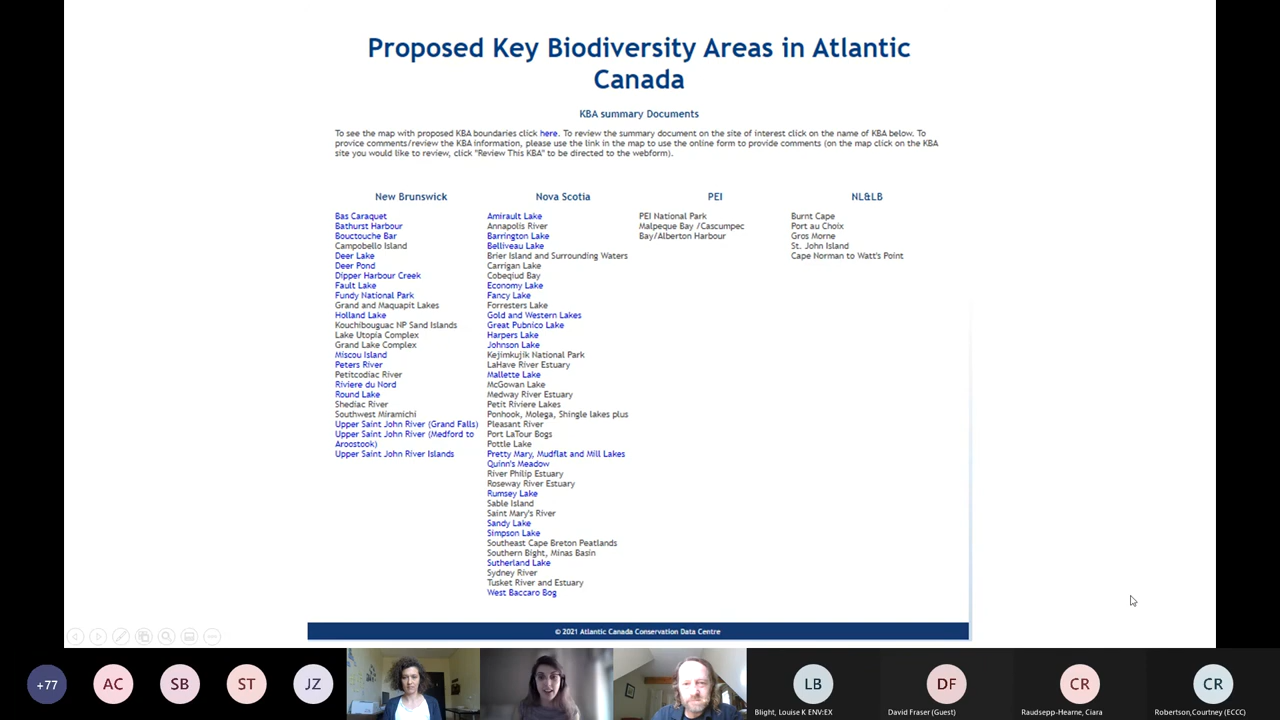 Proposed Key Biodiversity Areas in Atlantic
Canada
KBA summary Documents
To see the map with proposed KBA boundaries click here. To review the summary document on the site of interest click on the name of KBA below. To
provice comments/review the KBA information, please use the link in the map to use the online form to provide comments (on the map click on the KBA
site you would like to review, click "Review This KBA" to be directed to the webform).
New Brunswick
Bas Caraquet
Bathurst Harbour
Bouctouche Bar
Campobello Island
Deer Lake
Deer Pond
Dipper Harbour Creek
Fault Lake
Fundy National Park
Grand and Maquapit Lakes
Holland Lake
Kouchibouguac NP Sand Islands
Lake Utopia Complex
Grand Lake Complex
Miscou Island
Peters River
Petitcodiac River
Riviere du Nord
Round Lake
Shediac River
Southwest Miramichi
Upper Saint John River (Grand Falls)
Upper Saint John River (Medford to
Aroostook)
Upper Saint John River Islands
Nova Scotia
Amirault Lake
Annapolis River
Barrington Lake
Belliveau Lake
Brier Island and Surrounding Waters
Carrigan Lake
Cobeqiud Bay
Economy Lake
Fancy Lake
Forresters Lake
Gold and Western Lakes
Great Pubnico Lake
Harpers Lake
Johnson Lake
Kejimkujik National Park
LaHave River Estuary
Mallette Lake
McGowan Lake
Medway River Estuary
Petit Riviere Lakes
Ponhook, Molega, Shingle lakes plus
Pleasant River
Port LaTour Bogs
Pottle Lake
Pretty Mary, Mudflat and Mill Lakes
Quinn's Meadow
River Philip Estuary
Roseway River Estuary
Rumsey Lake
Sable Island
Saint Mary's River
Sandy Lake
Simpson Lake
Southeast Cape Breton Peatlands
Southern Bight, Minas Basin
Sutherland Lake
Sydney River
Tusket River and Estuary
West Baccaro Bog
PEI
PEI National Park
Malpeque Bay /Cascumpec
Bay/Alberton Harbour
NL&LB
Burnt Cape
Port au Choix
Gros Morne
St. John Island
Cape Norman to Watt's Point
© 2021 Atlantic Canada Conservation Data Centre
+77
AC
SB
ST
JZ
LB
Blight, Louise K ENV:EX
DF
David Fraser (Guest)
CR
Raudsepp-Hearne, Ciara
CR
Robertson,Courtney (ECCC)